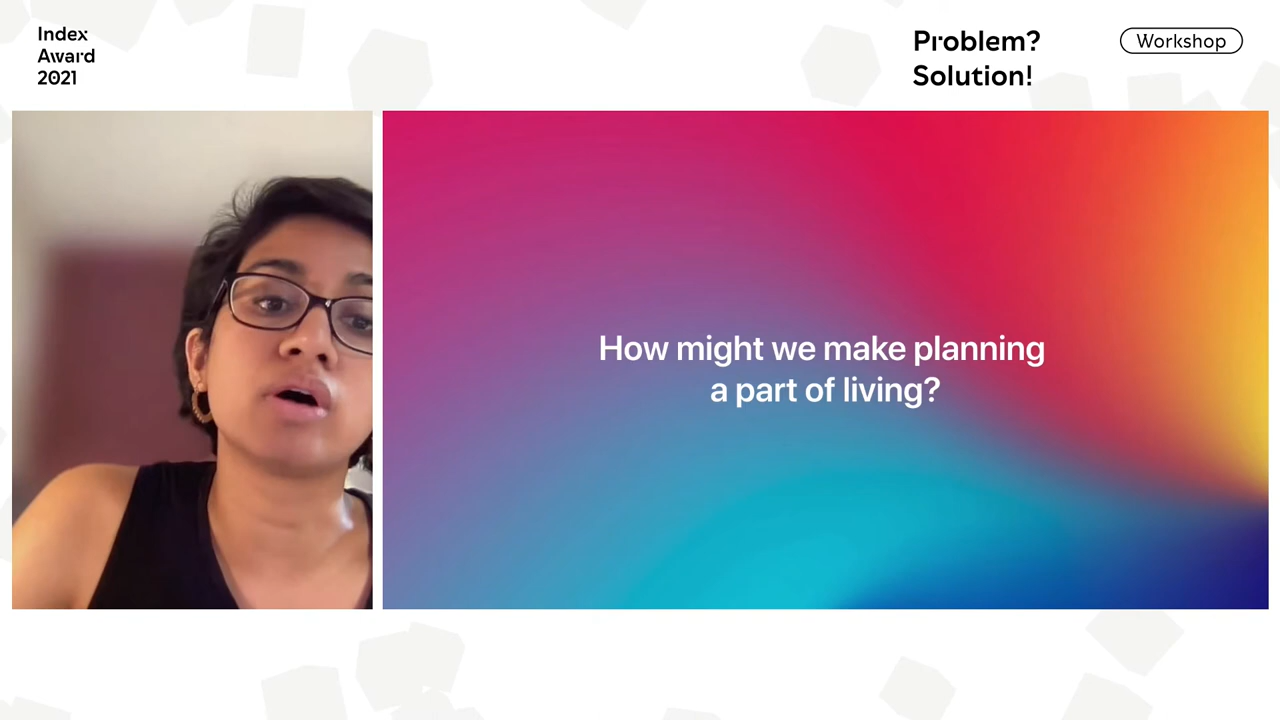 Index
Award
2021
Problem?
Solution!
Workshop
How might we make planning
a part of living?